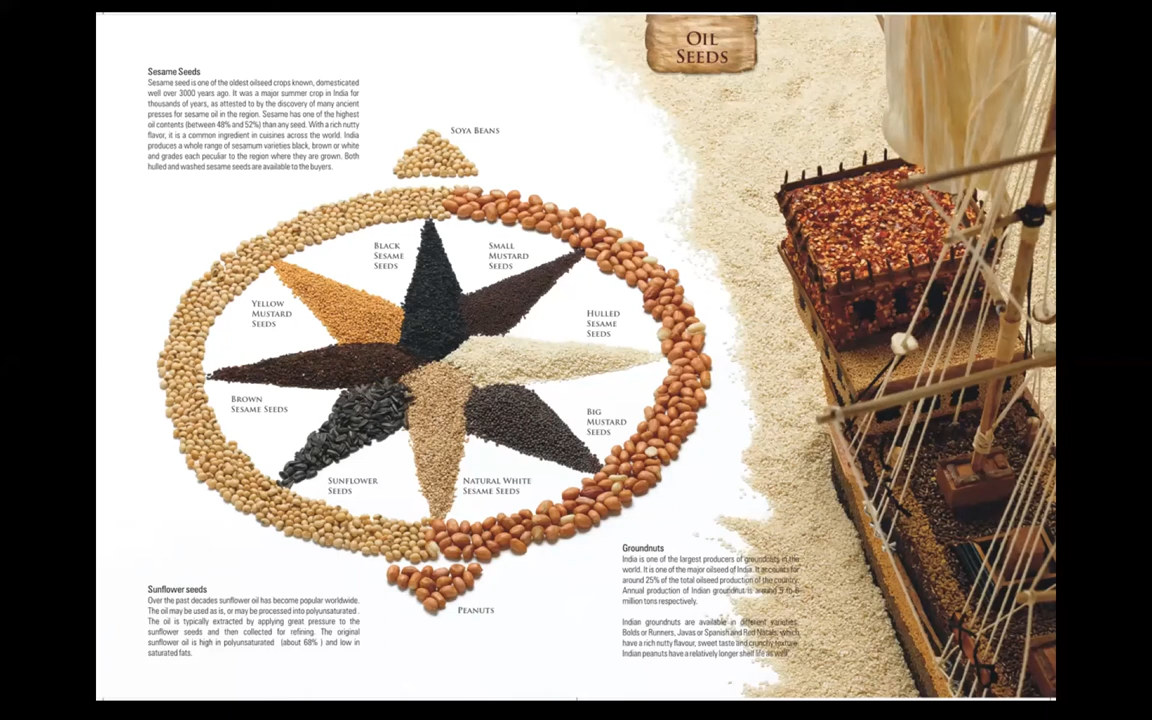 OIL
SEEDS
Sesame Seeds
Sesame seed is one of the oldest oilseed crops known, domesticated
well over 3000 years ago. It was a major summer crop in India for
thousands of years, as attested to by the discovery of many ancient
presses for sesame oil in the region. Sesame has one of the highest
oil contents (between 48% and 52%) than any seed. With a rich nutty
flavor, it is a common ingredient in cuisines across the world. India
produces a whole range of sesamum varieties black, brown or white
and grades each peculiar to the region where they are grown. Both
hulled and washed sesame seeds are available to the buyers.
SOYA BEANS
BLACK
SESAME
SEEDS
SMALL
MUSTARD
SEEDS
YELLOW
MUSTARD
SEEDS
HULLED
SESAME
SEEDS
BROWN
SESAME SEEDS
BIG
MUSTARD
SEEDS
SUNFLOWER
SEEDS
NATURAL WHITE
SESAME SEEDS
PEANUTS
Sunflower seeds
Over the past decades sunflower oil has become popular worldwide.
The oil may be used as is, or may be processed into polyunsaturated .
The oil is typically extracted by applying great pressure to the
sunflower seeds and then collected for refining. The original
sunflower oil is high in polyunsaturated (about 68% ) and low in
saturated fats.
Groundnuts
India is one of the largest producers of groundnuts in the
world. It is one of the major oilseed of India. It accounts for
around 25% of the total oilseed production of the country.
Annual production of Indian groundnut is around 5 to 8
million tons respectively.
Indian groundnuts are available in different varieties.
Bolds or Runners, Javas or Spanish and Red Natals, which
have a rich nutty flavour, sweet taste and crunchy texture.
Indian peanuts have a relatively longer shelf life as well.